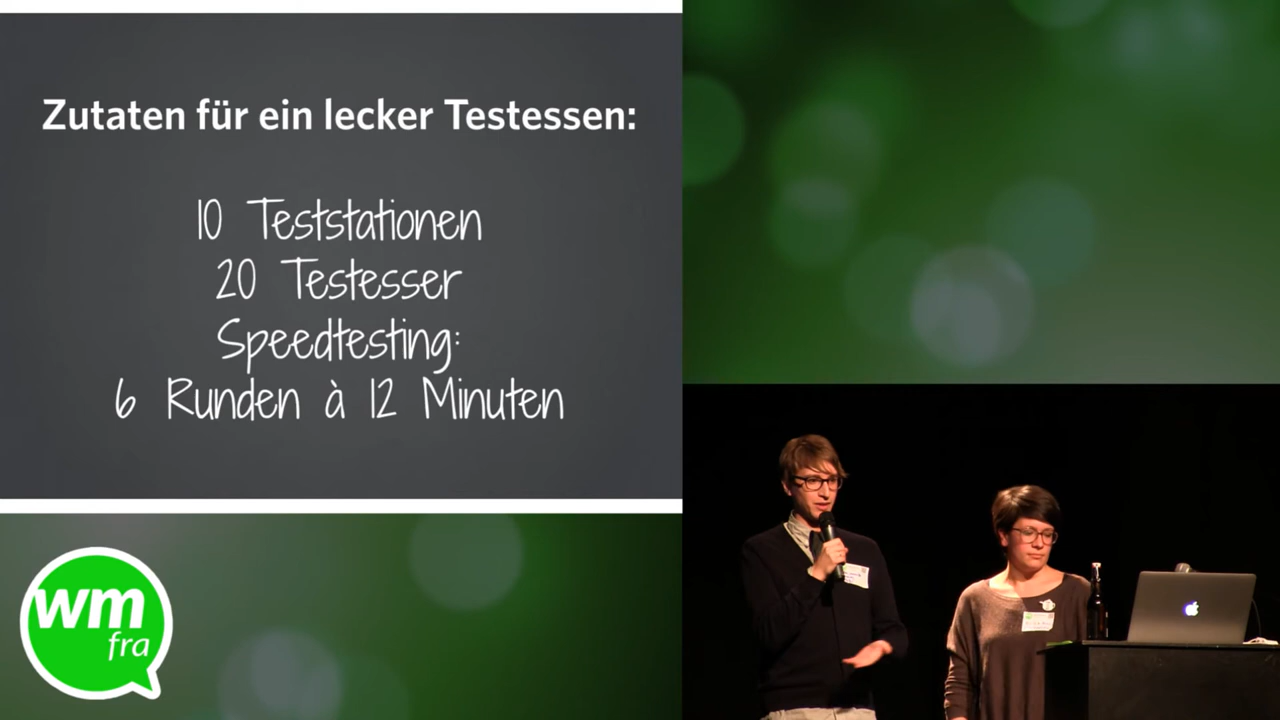 Zutaten für ein lecker Testessen:
10 Teststationen
20 Testesser
Speedtesting:
6 Runden à 12 Minuten
wm
fra